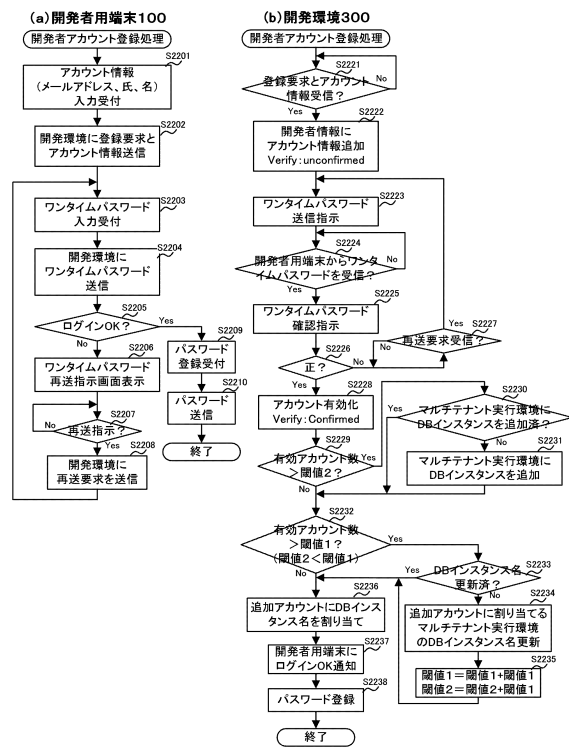 (a)開発者用端末100
開発者アカウント登録処理
S2201
アカウント情報
(メールアドレス、氏、名)
入力受付
S2202
開発環境に登録要求と
アカウント情報送信
S2203
ワンタイムパスワード
入力受付
S2204
開発環境に
ワンタイムパスワード
送信
S2205
ログインOK?
Yes
No
S2206
ワンタイムパスワード
再送指示画面表示
S2207
再送指示?
No
Yes
S2208
開発環境に
再送要求を送信
S2209
パスワード
登録受付
S2210
パスワード
送信
終了
(b)開発環境300
開発者アカウント登録処理
S2221
登録要求とアカウント
情報受信?
No
Yes
S2222
開発者情報に
アカウント情報追加
Verify:unconfirmed
S2223
ワンタイムパスワード
送信指示
S2224
開発者用端末からワンタ
イムパスワードを受信?
No
Yes
S2225
ワンタイムパスワード
確認指示
S2226
正?
No
Yes
S2227
再送要求受信?
Yes
No
S2228
アカウント有効化
Verify:Confirmed
S2229
有効アカウント数
>閾値2?
Yes
No
S2230
マルチテナント実行環境に
DBインスタンスを追加済?
Yes
No
S2231
マルチテナント実行環境に
DBインスタンスを追加
S2232
有効アカウント数
>閾値1?
(閾値2<閾値1)
Yes
No
S2233
DBインスタンス名
更新済?
Yes
No
S2234
追加アカウントに割り当てる
マルチテナント実行環境
のDBインスタンス名更新
S2235
閾値1=閾値1+閾値1
閾値2=閾値2+閾値1
S2236
追加アカウントにDBイン
スタンス名を割り当て
S2237
開発者用端末に
ログインOK通知
S2238
パスワード登録
終了